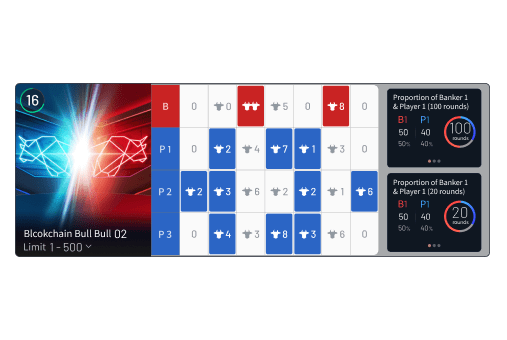 16
Blcokchain Bull Bull 02
Limit 1 - 500
B 0 0 5 0 8 0
P 1 0 2 4 7 1 3 0
P 2 2 3 6 2 2 1 6
P 3 0 4 3 8 3 6 0
Proportion of Banker 1
& Player 1 (100 rounds)
B1 P1
50 40
50% 40%
100
rounds
Proportion of Banker 1
& Player 1 (20 rounds)
B1 P1
50 40
50% 40%
20
rounds